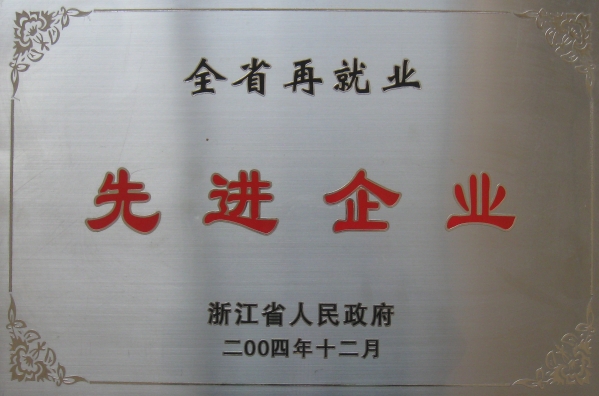 全省再就业
先进企业
浙江省人民政府
二00四年十二月